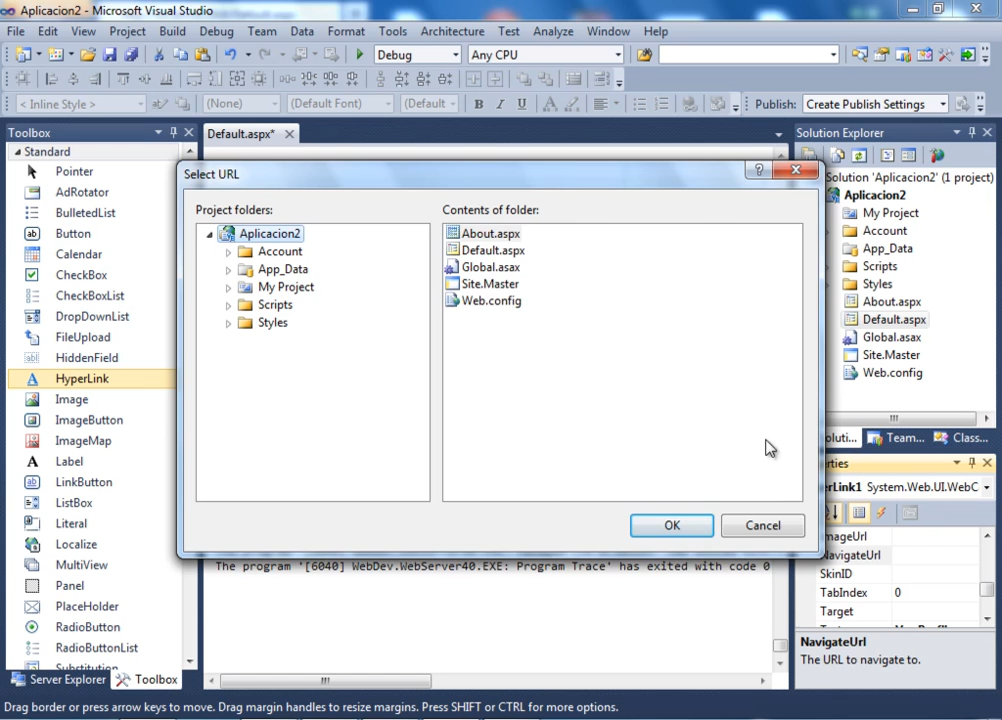 Aplicacion2 - Microsoft Visual Studio
File Edit View Project Build Debug Team Data Format Tools Architecture Test Analyze Window Help
Debug Any CPU
< Inline Style > (None) (Default Font) (Default B I U A Publish: Create Publish Settings
Toolbox
Standard
Pointer
AdRotator
BulletedList
Button
Calendar
CheckBox
CheckBoxList
DropDownList
FileUpload
HiddenField
HyperLink
Image
ImageButton
ImageMap
Label
LinkButton
ListBox
Literal
Localize
MultiView
Panel
PlaceHolder
RadioButton
RadioButtonList
Substitution
Server Explorer Toolbox
Default.aspx*
Select URL
Project folders:
Aplicacion2
Account
App_Data
My Project
Scripts
Styles
Contents of folder:
About.aspx
Default.aspx
Global.asax
Site.Master
Web.config
OK Cancel
The program '[6040] WebDev.WebServer40.EXE: Program Trace' has exited with code 0
Solution Explorer
Solution 'Aplicacion2' (1 project)
Aplicacion2
My Project
Account
App_Data
Scripts
Styles
About.aspx
Default.aspx
Global.asax
Site.Master
Web.config
oluti... Team... Class...
rties
erLink1 System.Web.UI.WebC
mageUrl
NavigateUrl
SkinID
TabIndex 0
Target
NavigateUrl
The URL to navigate to.
Drag border or press arrow keys to move. Drag margin handles to resize margins. Press SHIFT or CTRL for more options.